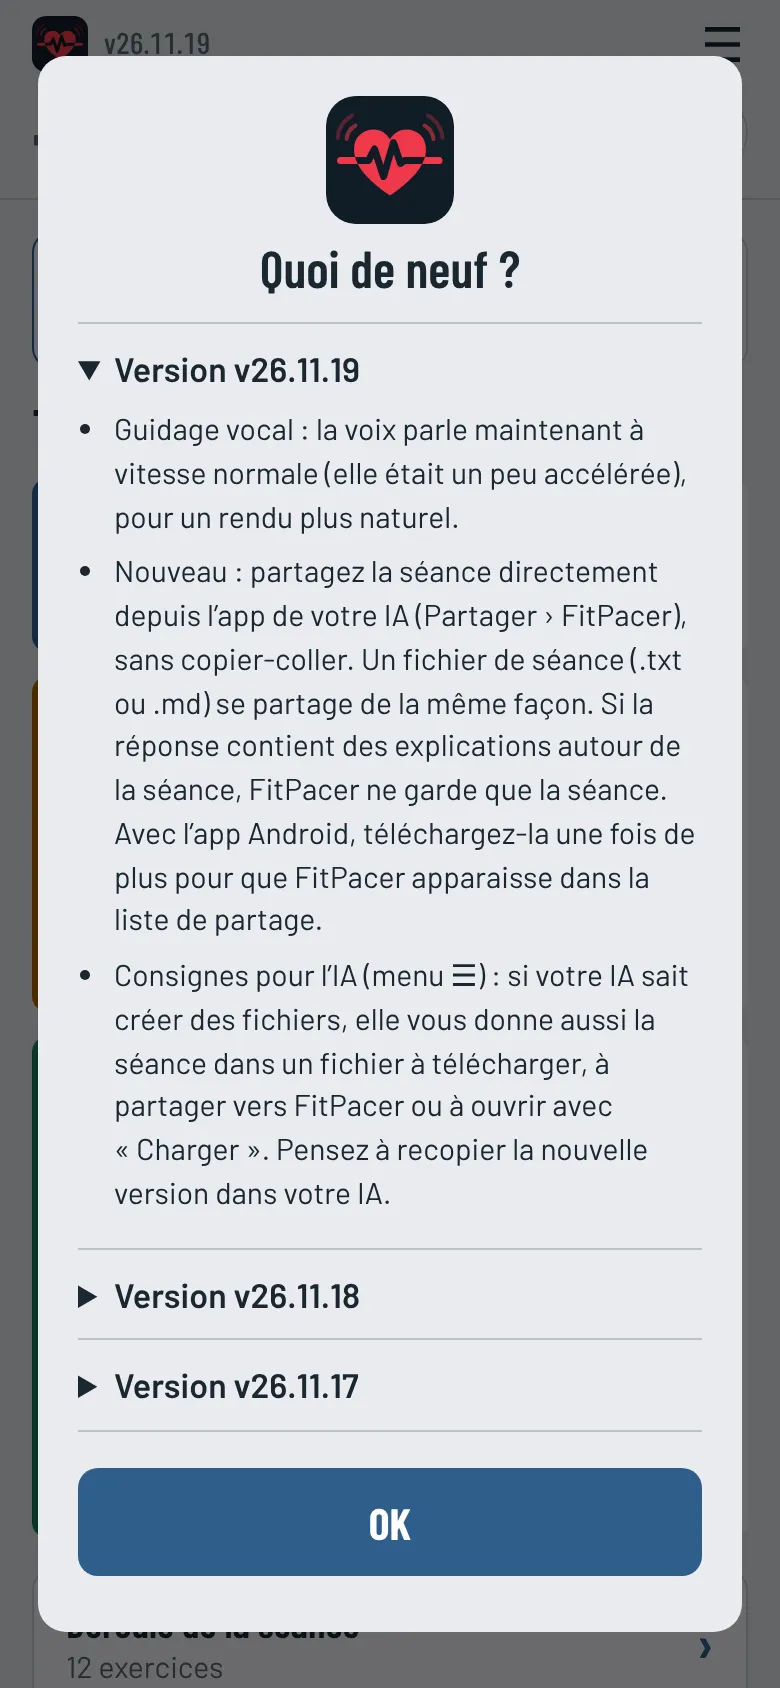 v26.11.19
Quoi de neuf ?
Version v26.11.19
Guidage vocal : la voix parle maintenant à
vitesse normale (elle était un peu accélérée),
pour un rendu plus naturel.
Nouveau : partagez la séance directement
depuis l’app de votre IA (Partager › FitPacer),
sans copier-coller. Un fichier de séance (.txt
ou .md) se partage de la même façon. Si la
réponse contient des explications autour de
la séance, FitPacer ne garde que la séance.
Avec l’app Android, téléchargez-la une fois de
plus pour que FitPacer apparaisse dans la
liste de partage.
Consignes pour l’IA (menu ☰) : si votre IA sait
créer des fichiers, elle vous donne aussi la
séance dans un fichier à télécharger, à
partager vers FitPacer ou à ouvrir avec
« Charger ». Pensez à recopier la nouvelle
version dans votre IA.
Version v26.11.18
Version v26.11.17
OK
12 exercices